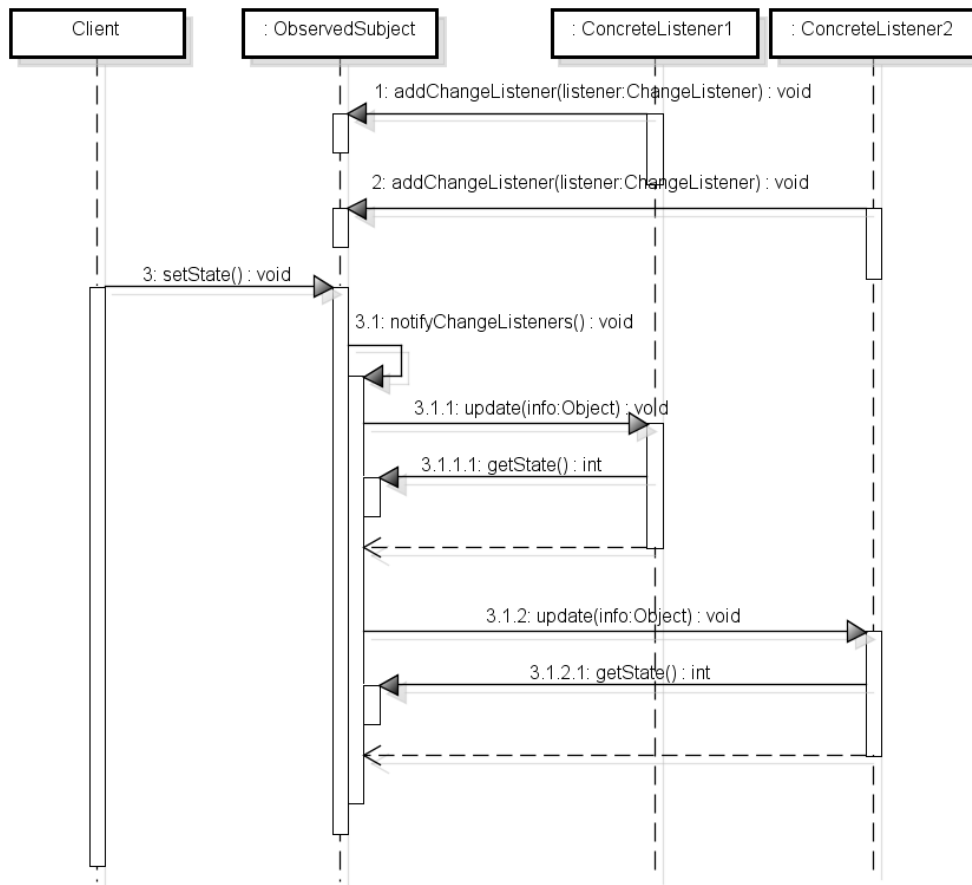 Client
: ObservedSubject
: ConcreteListener1
: ConcreteListener2
1: addChangeListener(listener:ChangeListener) : void
2: addChangeListener(listener:ChangeListener) : void
3: setState() : void
3.1: notifyChangeListeners() : void
3.1.1: update(info:Object) : void
3.1.1.1: getState() : int
3.1.2: update(info:Object) : void
3.1.2.1: getState() : int